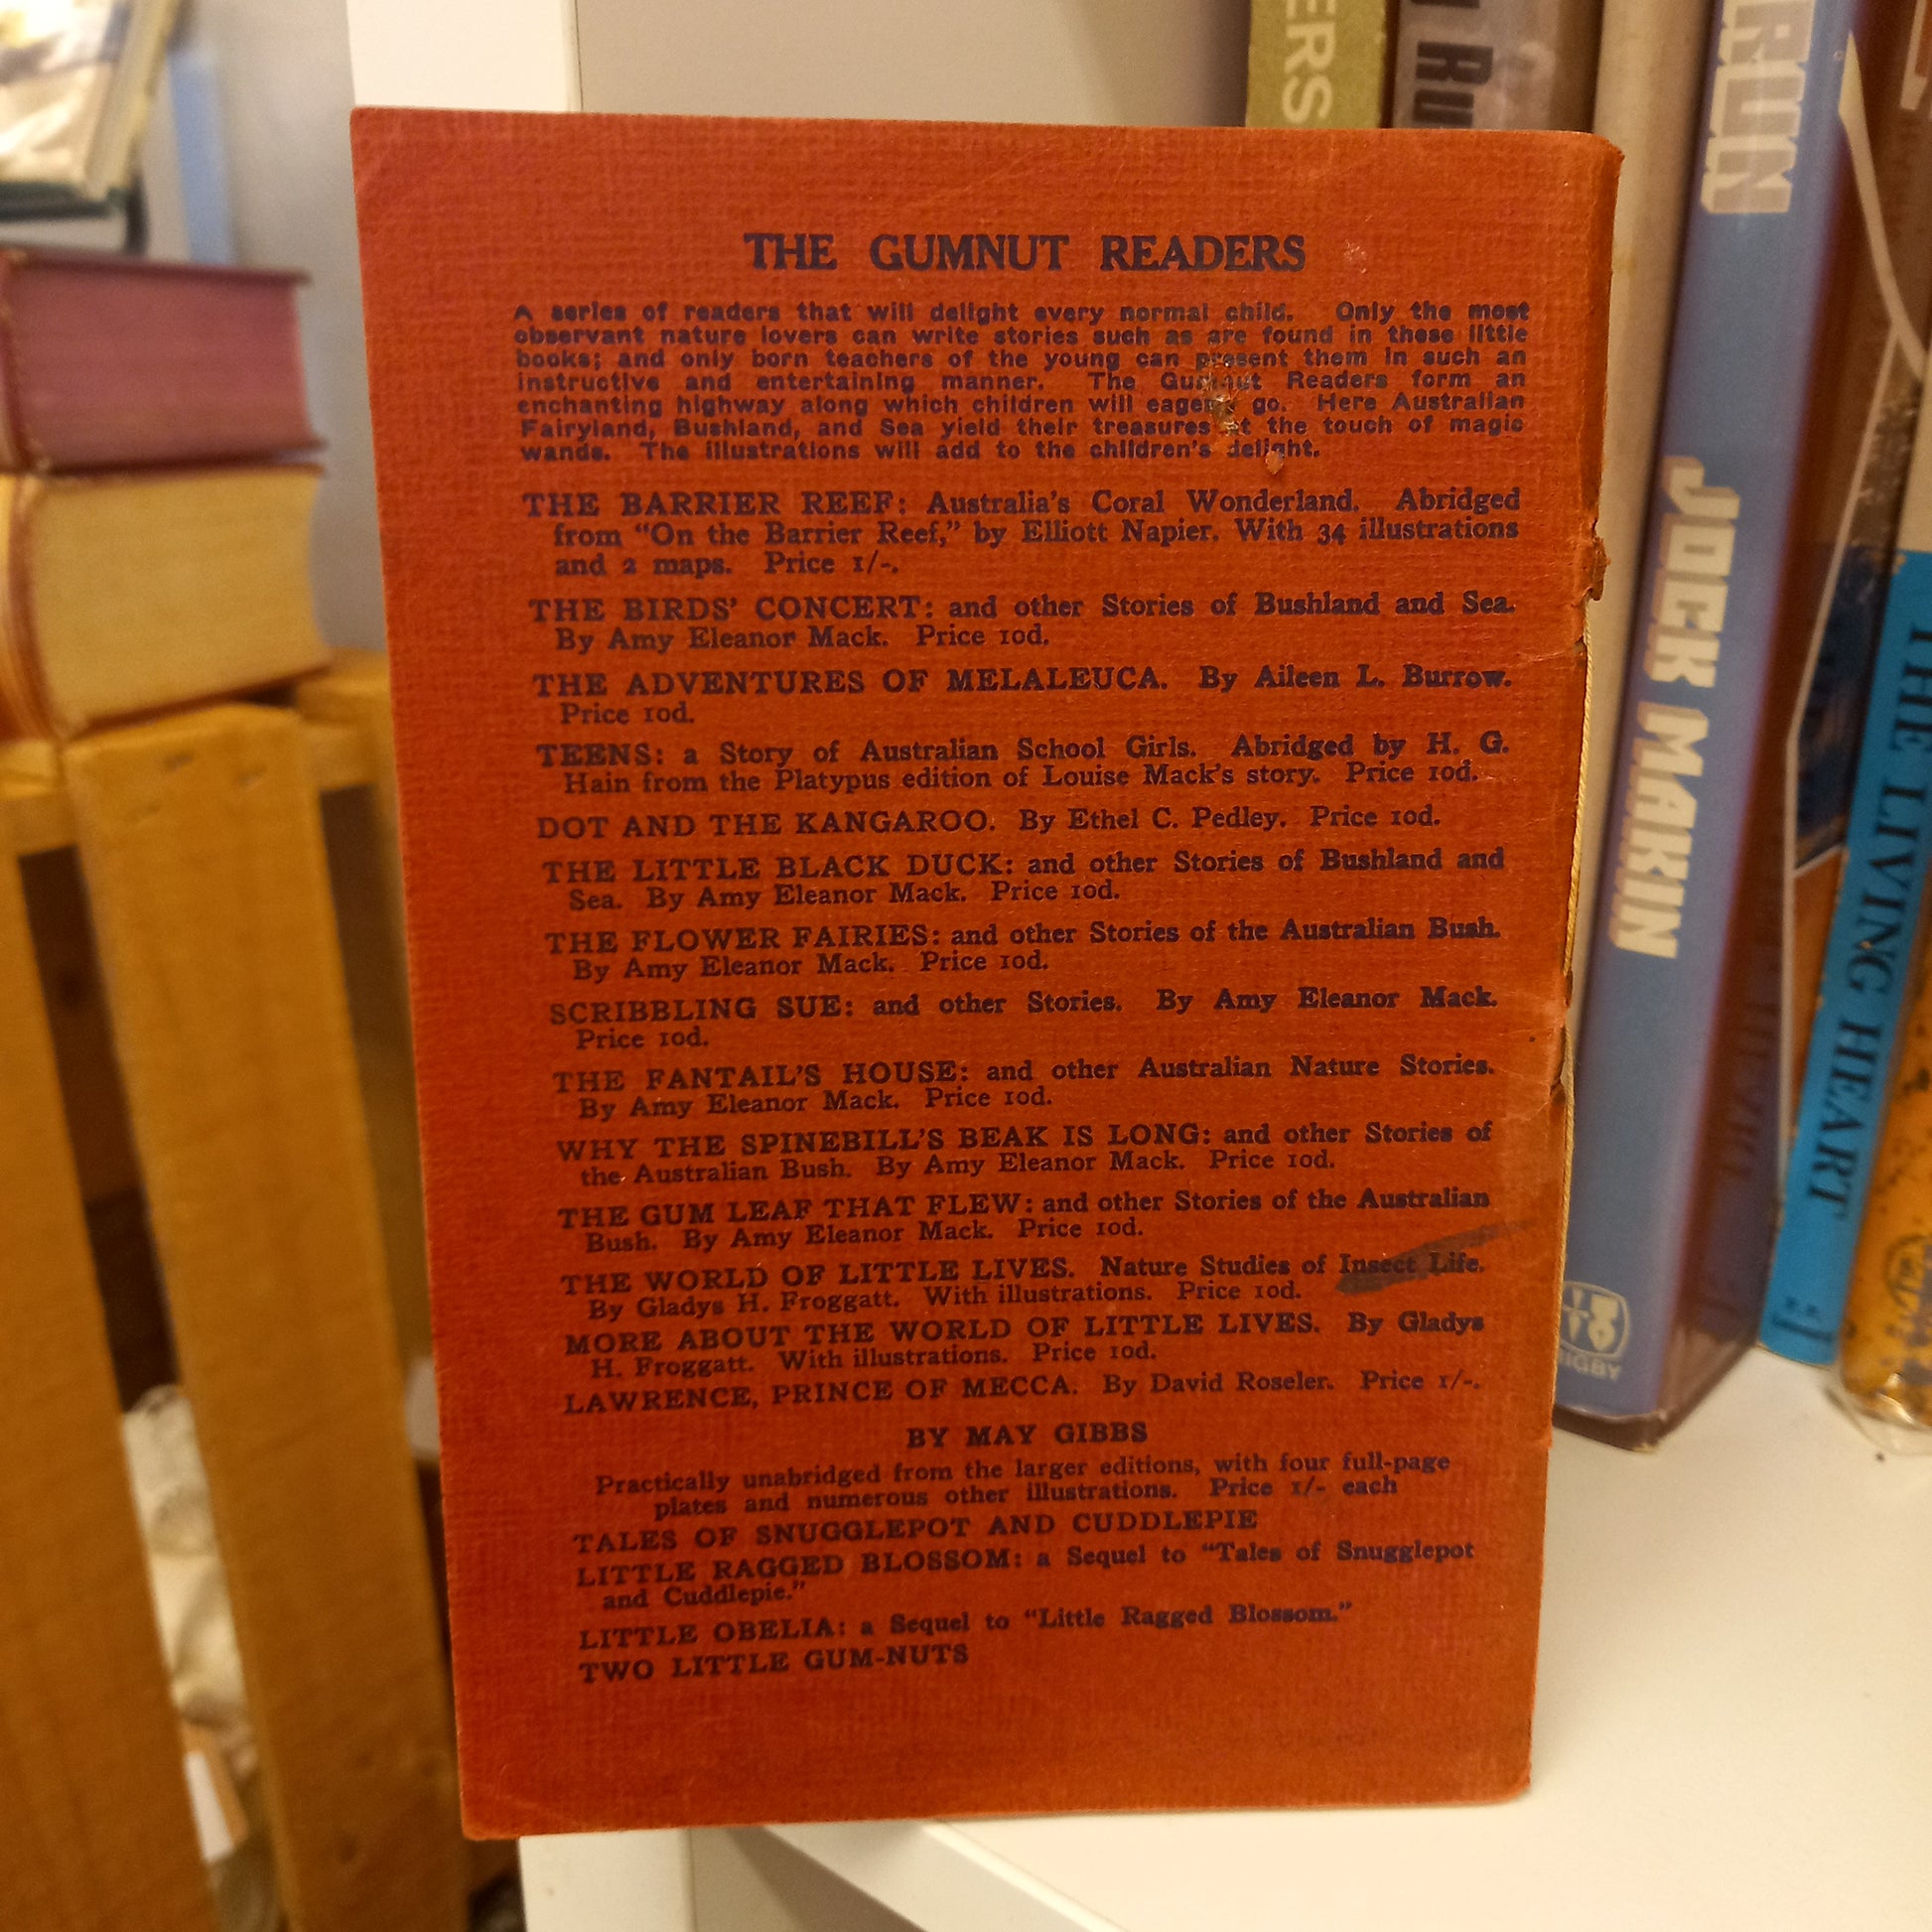 THE GUMNUT READERS
A series of readers that will delight every normal child. Only the most
observant nature lovers can write stories such as are found in these little
books; and only born teachers of the young can present them in such an
instructive and entertaining manner. The Gumnut Readers form an
enchanting highway along which children will eagerly go. Here Australian
Fairyland, Bushland, and Sea yield their treasures at the touch of magic
wands. The illustrations will add to the children's delight.
THE BARRIER REEF: Australia's Coral Wonderland. Abridged
from "On the Barrier Reef," by Elliott Napier. With 34 illustrations
and 2 maps. Price 1/-.
THE BIRDS' CONCERT: and other Stories of Bushland and Sea.
By Amy Eleanor Mack. Price 10d.
THE ADVENTURES OF MELALEUCA. By Aileen L. Burrow.
Price 10d.
TEENS: a Story of Australian School Girls. Abridged by H. G.
Hain from the Platypus edition of Louise Mack's story. Price 10d.
DOT AND THE KANGAROO. By Ethel C. Pedley. Price 10d.
THE LITTLE BLACK DUCK: and other Stories of Bushland and
Sea. By Amy Eleanor Mack. Price 10d.
THE FLOWER FAIRIES: and other Stories of the Australian Bush.
By Amy Eleanor Mack. Price 10d.
SCRIBBLING SUE: and other Stories. By Amy Eleanor Mack.
Price 10d.
THE FANTAIL'S HOUSE: and other Australian Nature Stories.
By Amy Eleanor Mack. Price 10d.
WHY THE SPINEBILL'S BEAK IS LONG: and other Stories of
the Australian Bush. By Amy Eleanor Mack. Price 10d.
THE GUM LEAF THAT FLEW: and other Stories of the Australian
Bush. By Amy Eleanor Mack. Price 10d.
THE WORLD OF LITTLE LIVES. Nature Studies of Insect Life.
By Gladys H. Froggatt. With illustrations. Price 10d.
MORE ABOUT THE WORLD OF LITTLE LIVES. By Gladys
H. Froggatt. With illustrations. Price 10d.
LAWRENCE, PRINCE OF MECCA. By David Roseler. Price 1/-.
BY MAY GIBBS
Practically unabridged from the larger editions, with four full-page
plates and numerous other illustrations. Price 1/- each
TALES OF SNUGGLEPOT AND CUDDLEPIE
LITTLE RAGGED BLOSSOM: a Sequel to "Tales of Snugglepot
and Cuddlepie."
LITTLE OBELIA: a Sequel to "Little Ragged Blossom."
TWO LITTLE GUM-NUTS
JOCK MAKIN
THE LIVING HEART